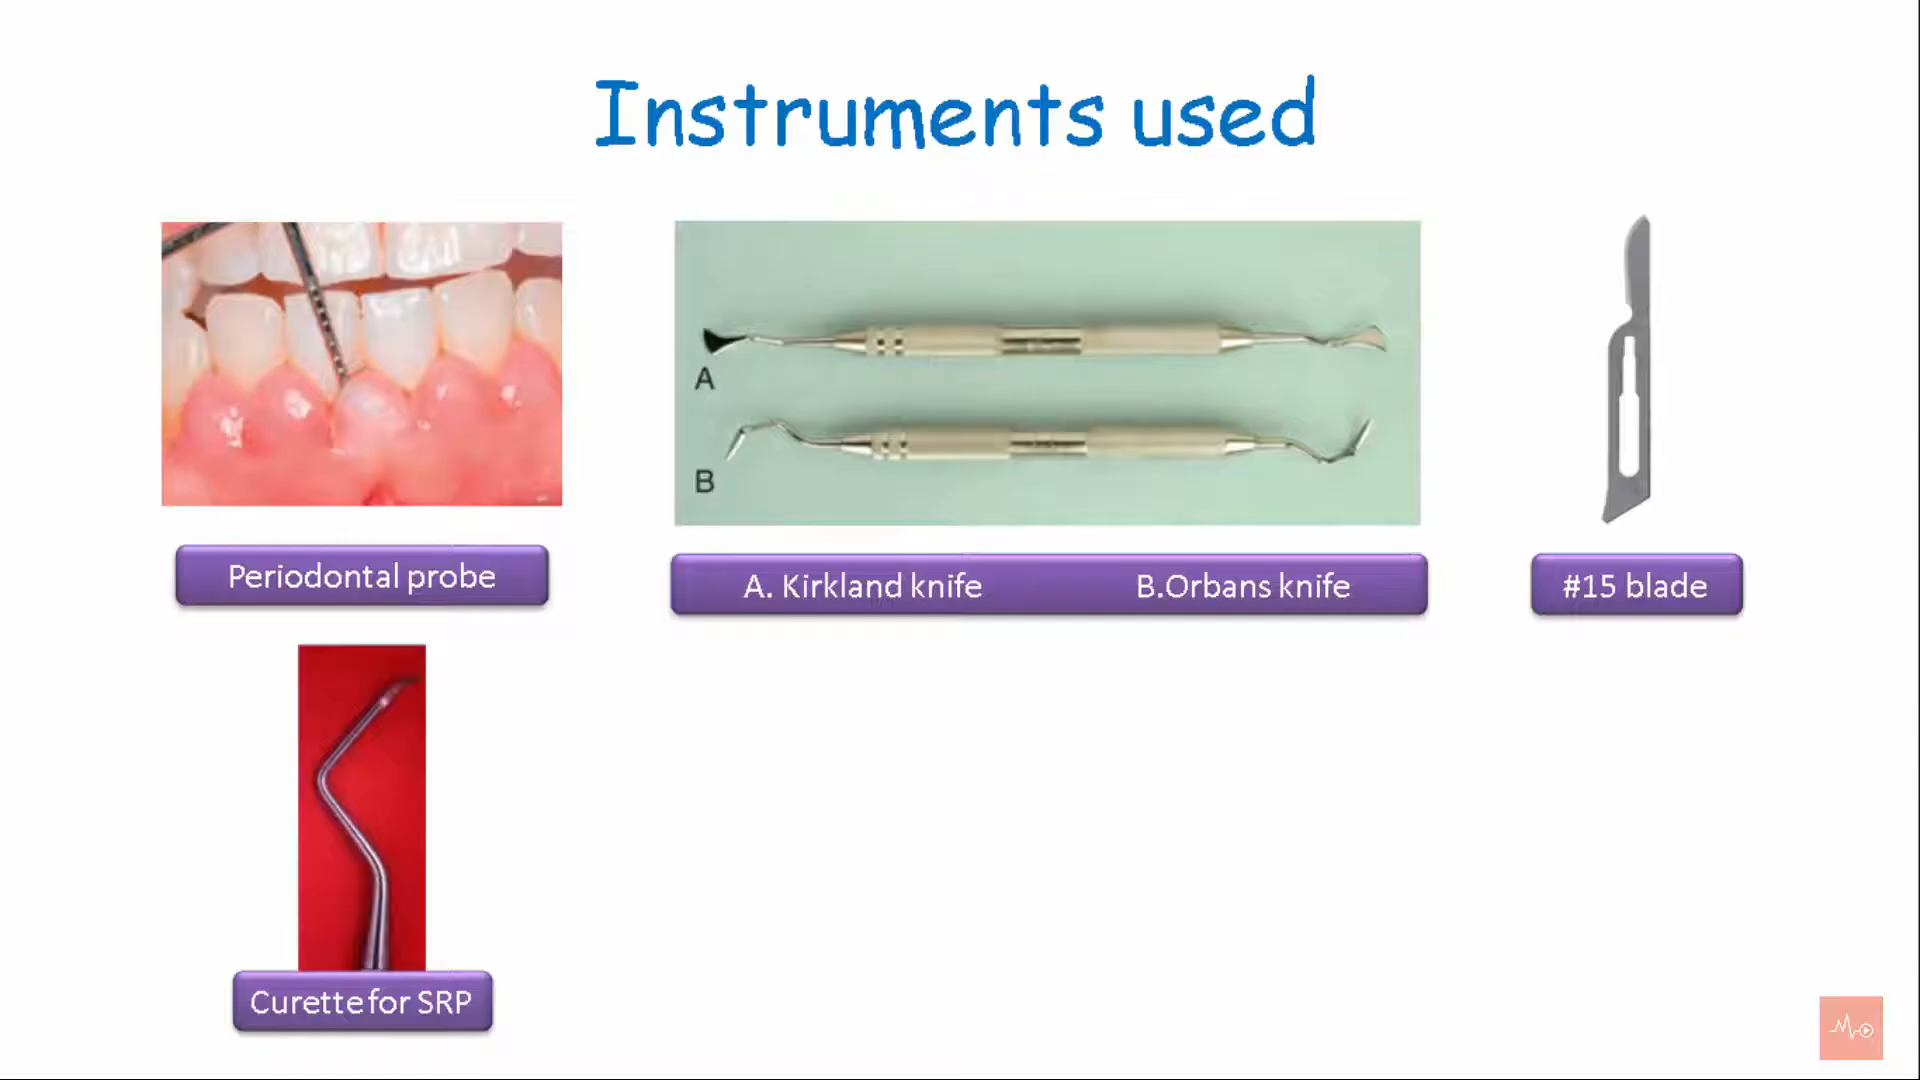 Instruments used
A
B
Periodontal probe
A. Kirkland knife B.Orbans knife
#15 blade
Curette for SRP